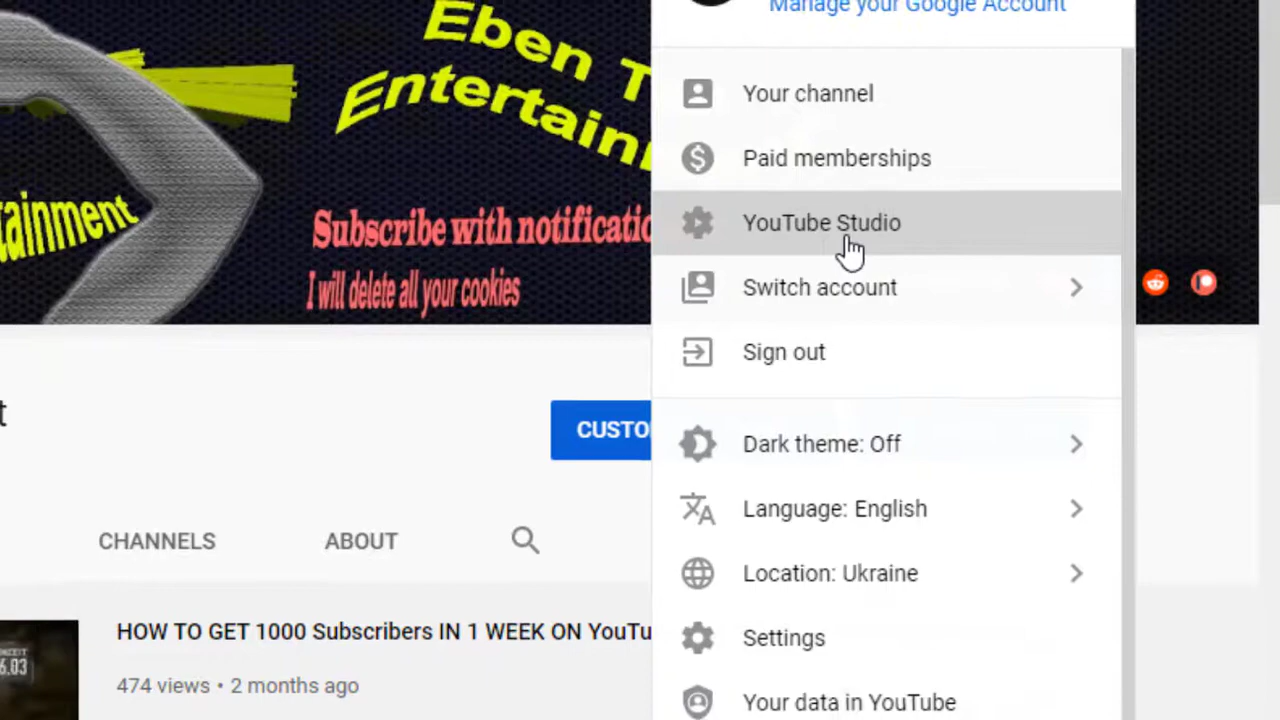 Manage your Google Account
Eben T
Entertain
tainment
Subscribe with notificatio
I will delete all your cookies
Your channel
Paid memberships
YouTube Studio
Switch account
Sign out
t
CUSTO
Dark theme: Off
Language: English
CHANNELS
ABOUT
Location: Ukraine
HOW TO GET 1000 Subscribers IN 1 WEEK ON YouTu
474 views • 2 months ago
6.03
Settings
Your data in YouTube